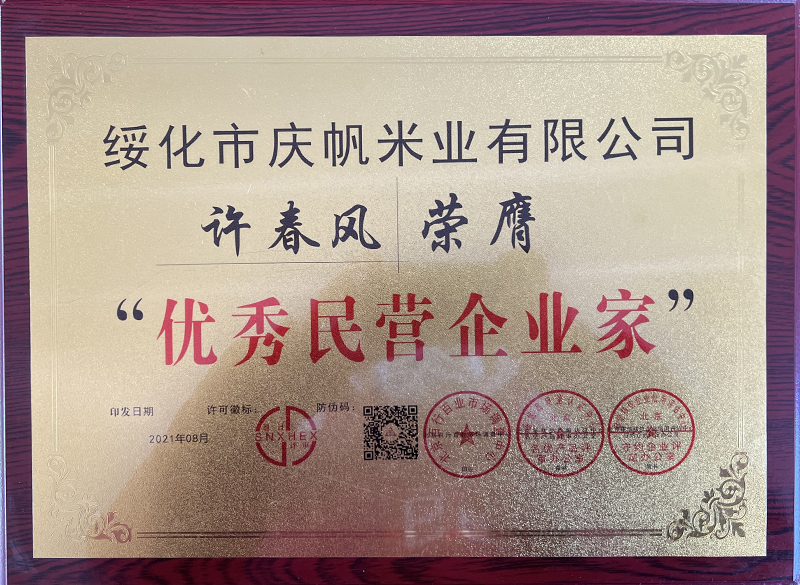 绥化市庆帆米业有限公司
许春风 荣膺
“优秀民营企业家”
印发日期
许可徽标：
防伪码：
2021年08月
SNXHEX